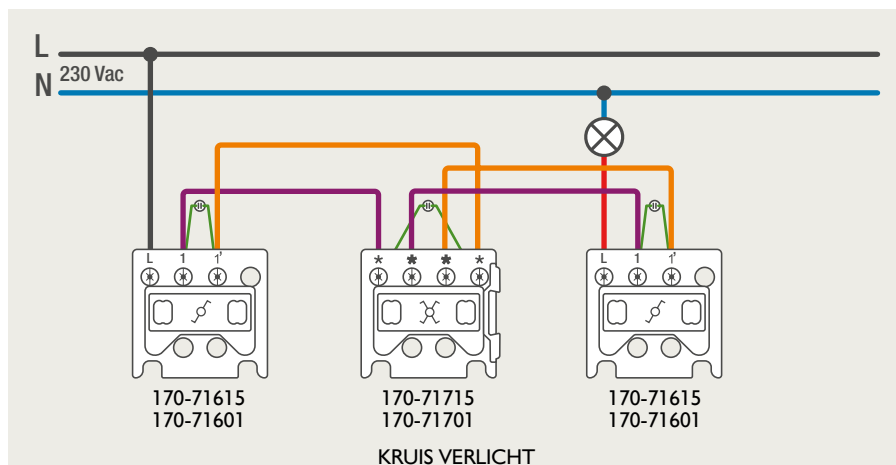 L
230 Vac
N
L 1 1' * * * * L 1 1'
170-71615 170-71715 170-71615
170-71601 170-71701 170-71601
KRUIS VERLICHT